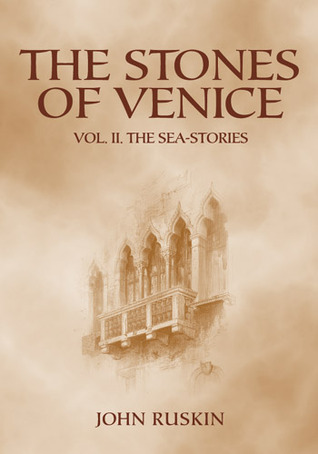 THE STONES
OF VENICE
VOL. II. THE SEA-STORIES
JOHN RUSKIN